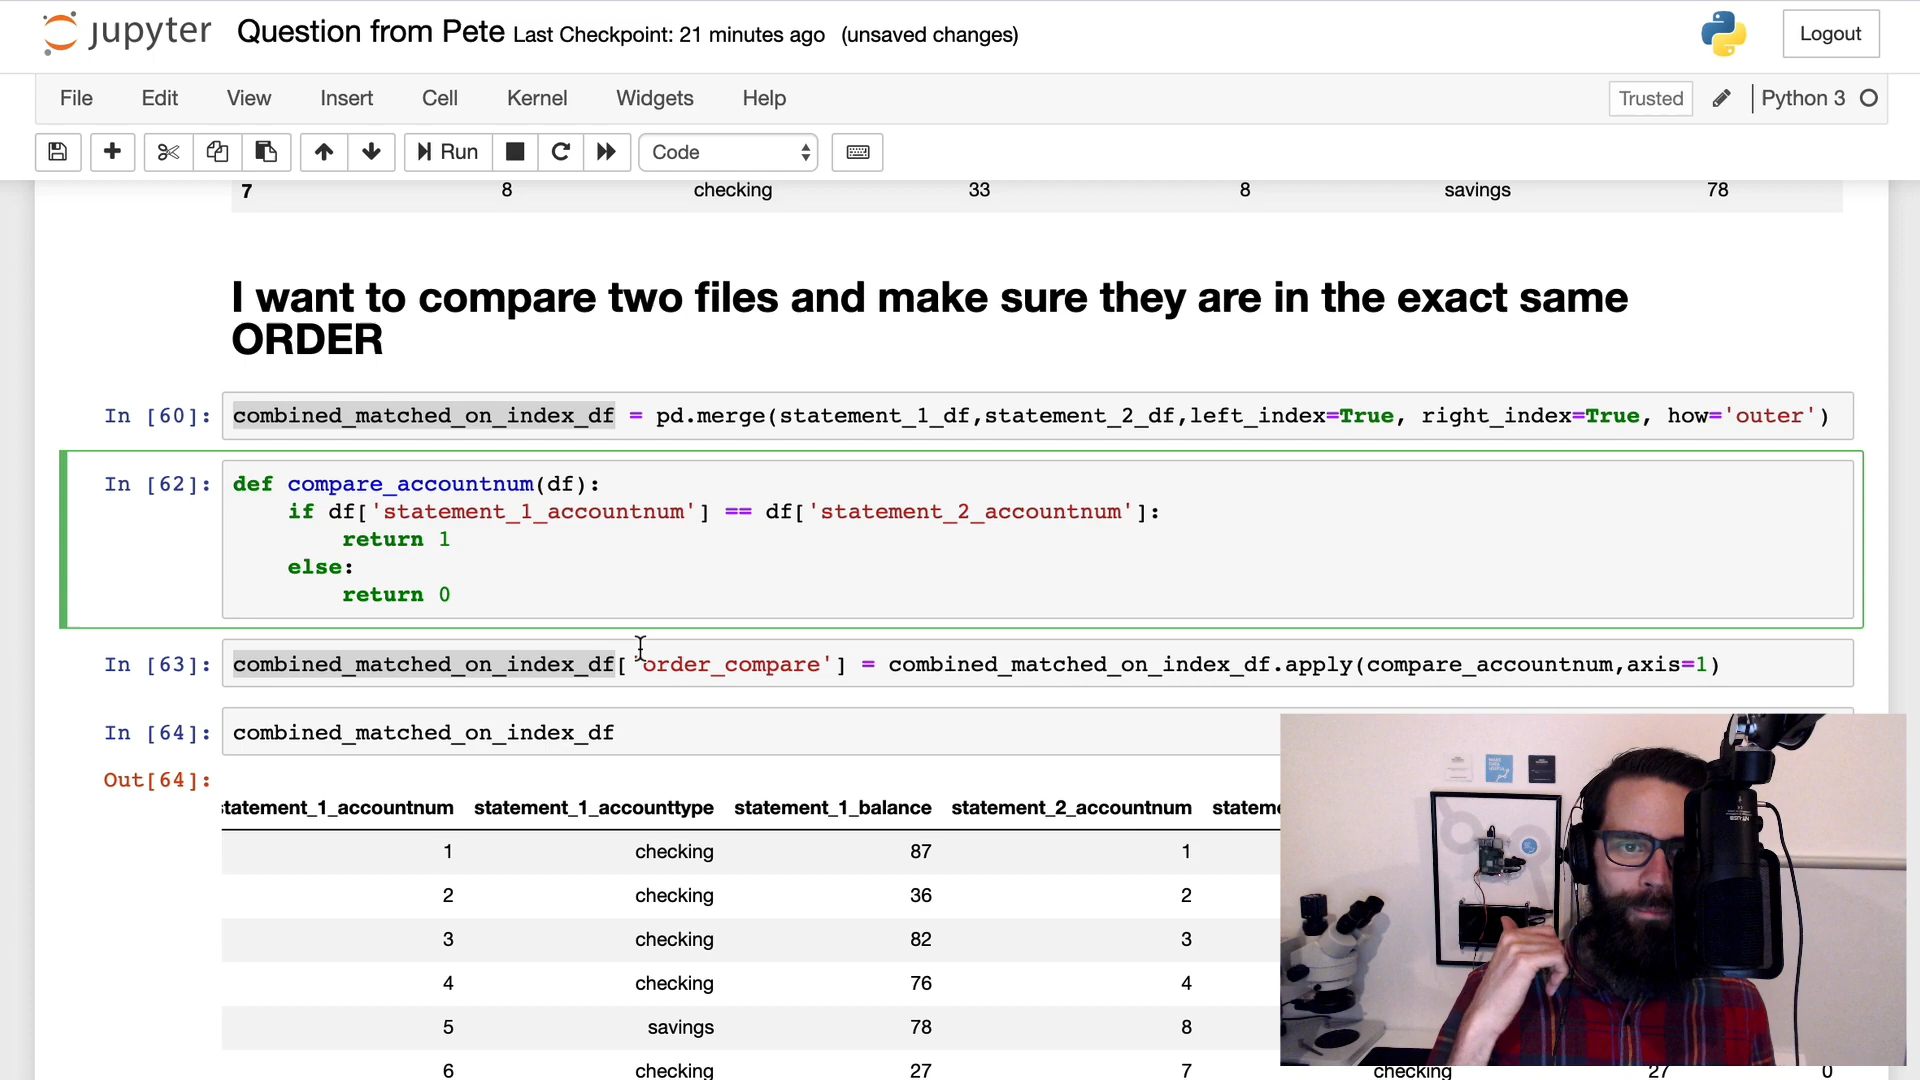 jupyter Question from Pete Last Checkpoint: 21 minutes ago (unsaved changes) Logout
File Edit View Insert Cell Kernel Widgets Help Trusted Python 3
Run Code
7 8 checking 33 8 savings 78
I want to compare two files and make sure they are in the exact same
ORDER
In [60]: combined_matched_on_index_df = pd.merge(statement_1_df,statement_2_df,left_index=True, right_index=True, how='outer')
In [62]: def compare_accountnum(df):
if df['statement_1_accountnum'] == df['statement_2_accountnum']:
return 1
else:
return 0
In [63]: combined_matched_on_index_df['order_compare'] = combined_matched_on_index_df.apply(compare_accountnum,axis=1)
In [64]: combined_matched_on_index_df
Out[64]:
statement_1_accountnum statement_1_accounttype statement_1_balance statement_2_accountnum stateme
1 checking 87 1
2 checking 36 2
3 checking 82 3
4 checking 76 4
5 savings 78 8
6 checking 27 7 checking 27 0